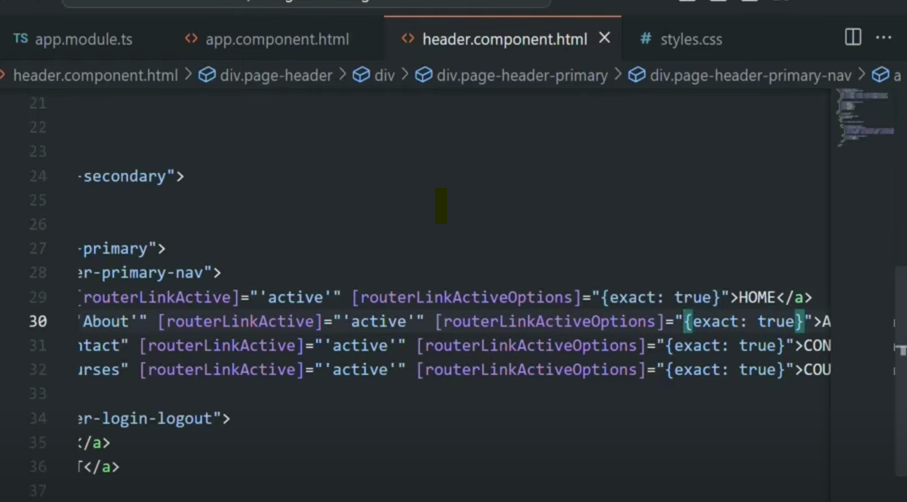 TS app.module.ts <> app.component.html <> header.component.html × # styles.css ...
header.component.html > div.page-header > div > div.page-header-primary > div.page-header-primary-nav > a
21
22
23
24 -secondary">
25
26
27 -primary">
28 er-primary-nav">
29 [routerLinkActive]="'active'" [routerLinkActiveOptions]="{exact: true}">HOME</a>
30 'About'" [routerLinkActive]="'active'" [routerLinkActiveOptions]="{exact: true}">A
31 ntact" [routerLinkActive]="'active'" [routerLinkActiveOptions]="{exact: true}">CON
32 urses" [routerLinkActive]="'active'" [routerLinkActiveOptions]="{exact: true}">COU
33
34 er-login-logout">
35 </a>
36 T</a>
37